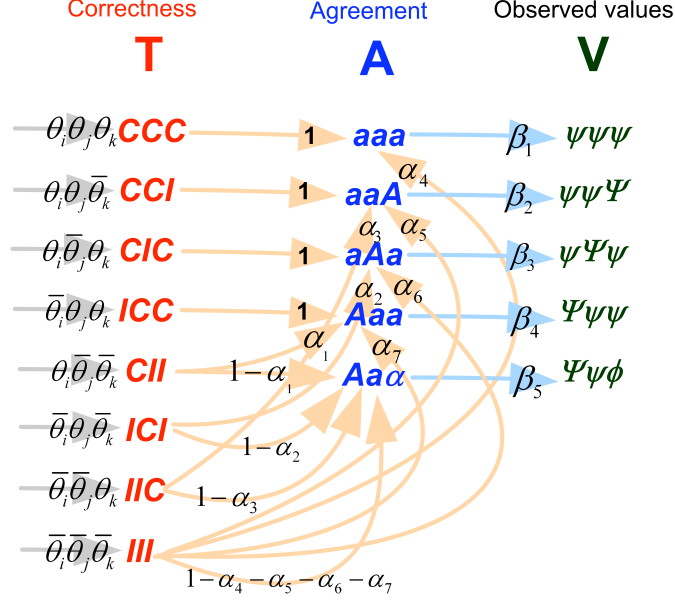 Correctness Agreement Observed values
T A V
θᵢθⱼθₖ CCC 1 aaa β₁ ψψψ
α₄
θᵢθⱼθ̅ₖ CCI 1 aaA β₂ ψψΨ
α₃ α₅
θᵢθ̅ⱼθₖ CIC 1 aAa β₃ ψΨψ
α₂ α₆
θ̅ᵢθⱼθₖ ICC 1 Aaa β₄ Ψψψ
α₁ α₇
θᵢθ̅ⱼθ̅ₖ CII 1−α₁ Aaα β₅ Ψψϕ
θ̅ᵢθⱼθ̅ₖ ICI 1−α₂
θ̅ᵢθ̅ⱼθₖ IIC 1−α₃
θ̅ᵢθ̅ⱼθ̅ₖ III
1−α₄−α₅−α₆−α₇